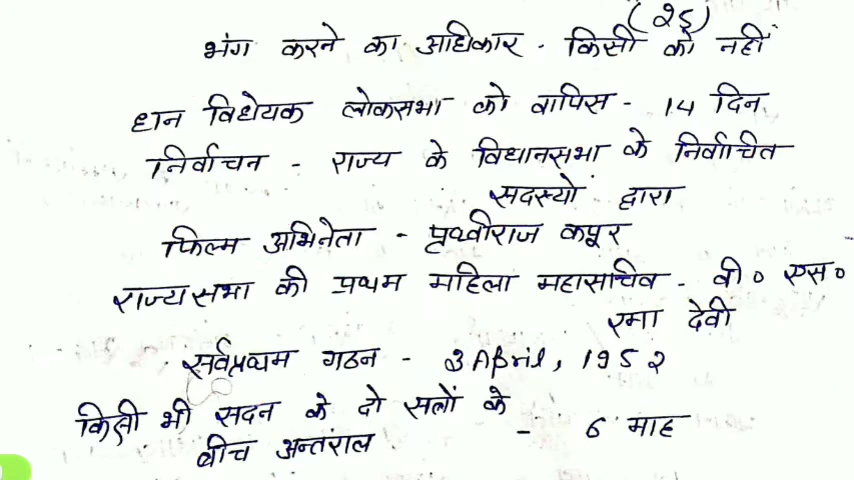 (25)
भंग करने का अधिकार - किसी को नहीं
धन विधेयक लोकसभा को वापिस - 14 दिन
निर्वाचन - राज्य के विधानसभा के निर्वाचित
सदस्यो द्वारा
फिल्म अभिनेता - पृथ्वीराज कपूर
राज्यसभा की प्रथम महिला महासचिव - वी० एस०
रमा देवी
सर्वप्रथम गठन - 3 April, 1952
किसी भी सदन के दो सत्रों के
बीच अन्तराल - 6 माह